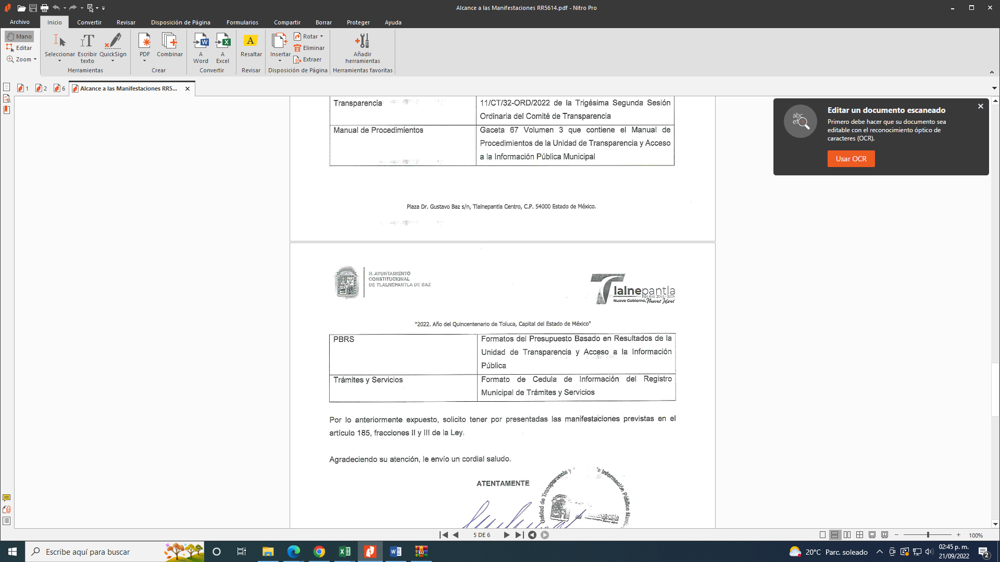 Alcance a las Manifestaciones RR5614.pdf - Nitro Pro
Archivo
Inicio
Convertir
Revisar
Disposición de Página
Formularios
Compartir
Borrar
Proteger
Ayuda
Mano
Editar
Zoom
Seleccionar
Escribir texto
QuickSign
Herramientas
PDF
Combinar
Crear
A Word
A Excel
Convertir
Resaltar
Revisar
Insertar
Rotar
Eliminar
Extraer
Disposición de Página
Añadir herramientas
Herramientas favoritas
1
2
6
Alcance a las Manifestaciones RR5...
Transparencia
11/CT/32-ORD/2022 de la Trigésima Segunda Sesión
Ordinaria del Comité de Transparencia
Manual de Procedimientos
Gaceta 67 Volumen 3 que contiene el Manual de
Procedimientos de la Unidad de Transparencia y Acceso
a la Información Pública Municipal
Plaza Dr. Gustavo Baz s/n, Tlalnepantla Centro, C.P. 54000 Estado de México.
Editar un documento escaneado
Primero debe hacer que su documento sea
editable con el reconocimiento óptico de
caracteres (OCR).
Usar OCR
H. AYUNTAMIENTO
CONSTITUCIONAL
DE TLALNEPANTLA DE BAZ
Tlalnepantla
de Baz 2022 - 2024
Nuevo Gobierno, Nuevas Ideas
"2022. Año del Quincentenario de Toluca, Capital del Estado de México"
PBRS
Formatos del Presupuesto Basado en Resultados de la
Unidad de Transparencia y Acceso a la Información
Pública
Trámites y Servicios
Formato de Cedula de Información del Registro
Municipal de Trámites y Servicios
Por lo anteriormente expuesto, solicito tener por presentadas las manifestaciones previstas en el
artículo 185, fracciones II y III de la Ley.
Agradeciendo su atención, le envío un cordial saludo.
ATENTAMENTE
Unidad de Transparencia y
la Información Pública
5 DE 6
100%
Escribe aquí para buscar
20°C Parc. soleado
02:45 p. m.
21/09/2022
2